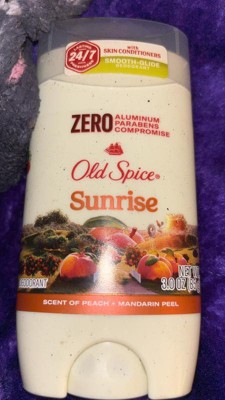 24/7
with
SKIN CONDITIONERS
SMOOTH-GLIDE
DEODORANT
ZERO ALUMINUM
PARABENS
COMPROMISE
Old Spice®
Sunrise
NET
3.0 OZ
SCENT OF PEACH + MANDARIN PEEL